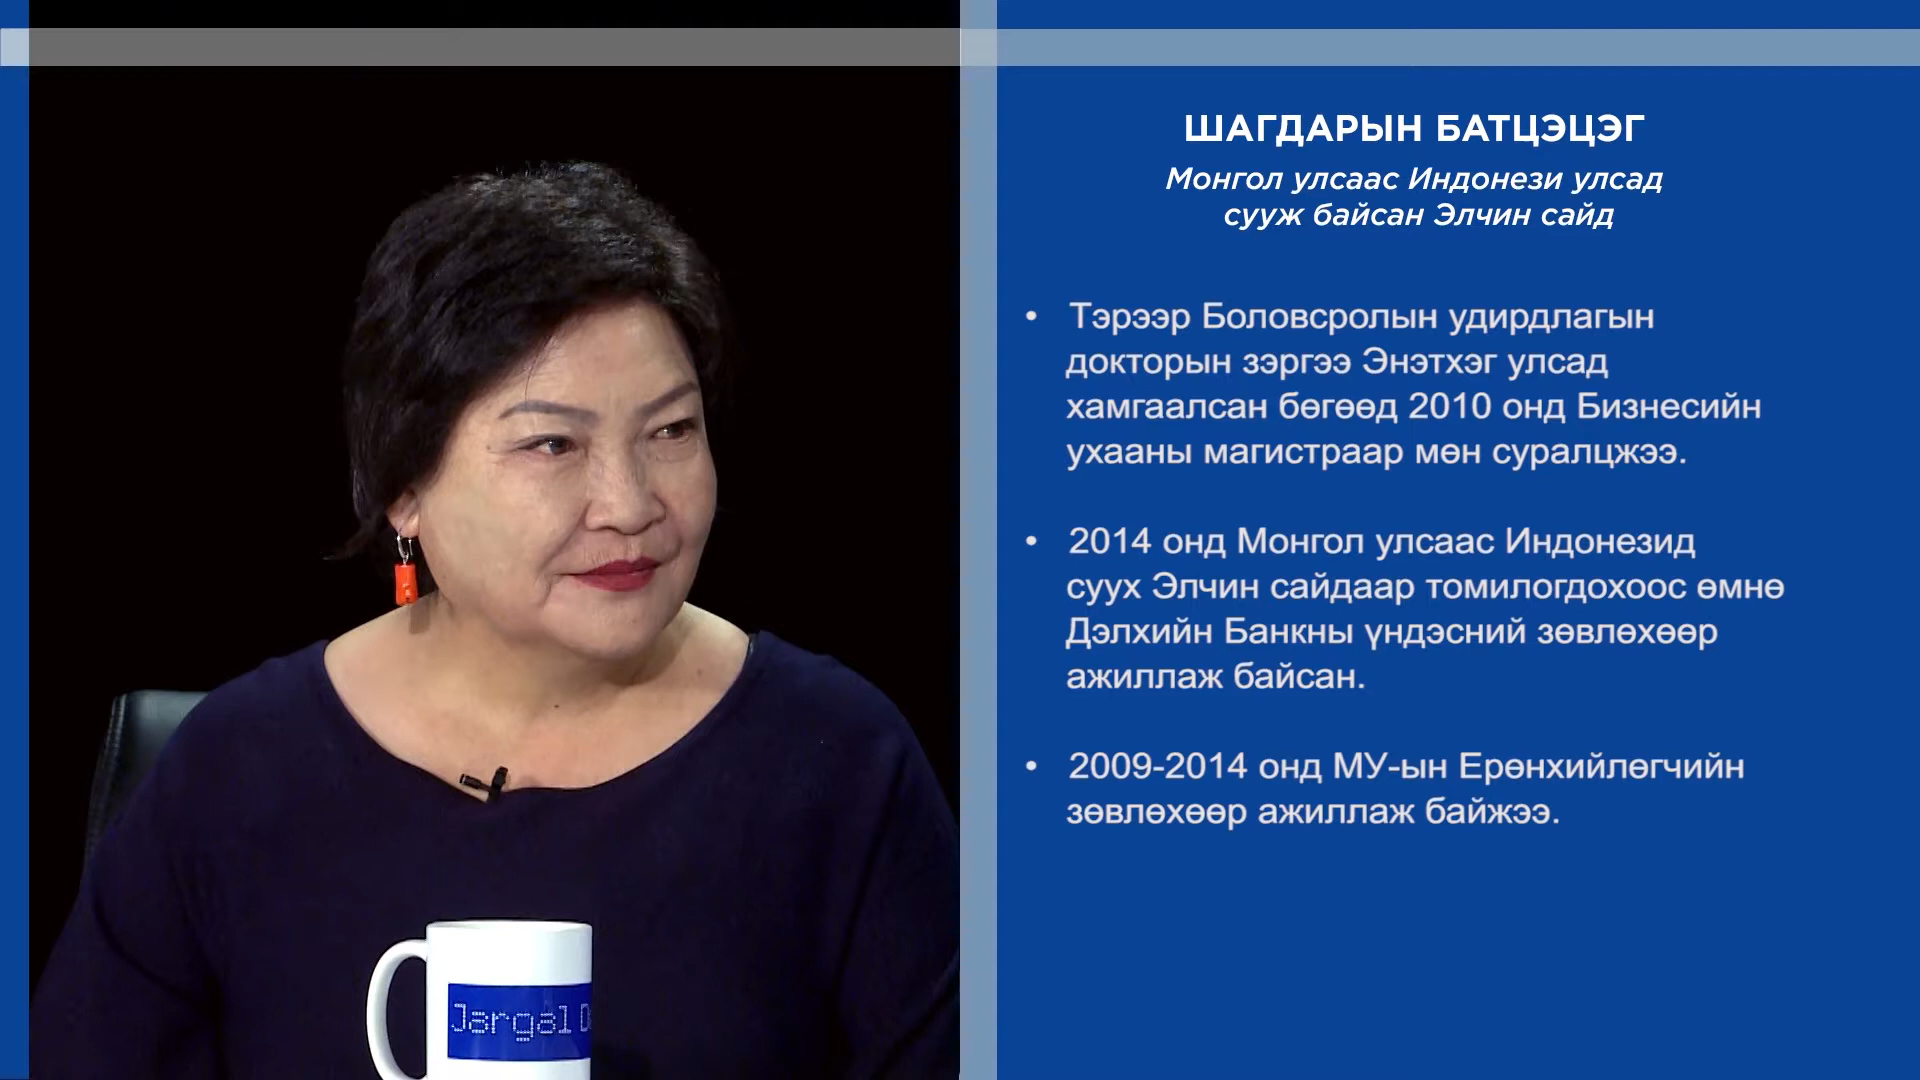 ШАГДАРЫН БАТЦЭЦЭГ
Монгол улсаас Индонези улсад
сууж байсан Элчин сайд
• Тэрээр Боловсролын удирдлагын
докторын зэргээ Энэтхэг улсад
хамгаалсан бөгөөд 2010 онд Бизнесийн
ухааны магистраар мөн суралцжээ.
• 2014 онд Монгол улсаас Индонезид
суух Элчин сайдаар томилогдохоос өмнө
Дэлхийн Банкны үндэсний зөвлөхөөр
ажиллаж байсан.
• 2009-2014 онд МУ-ын Ерөнхийлөгчийн
зөвлөхөөр ажиллаж байжээ.
Jargal